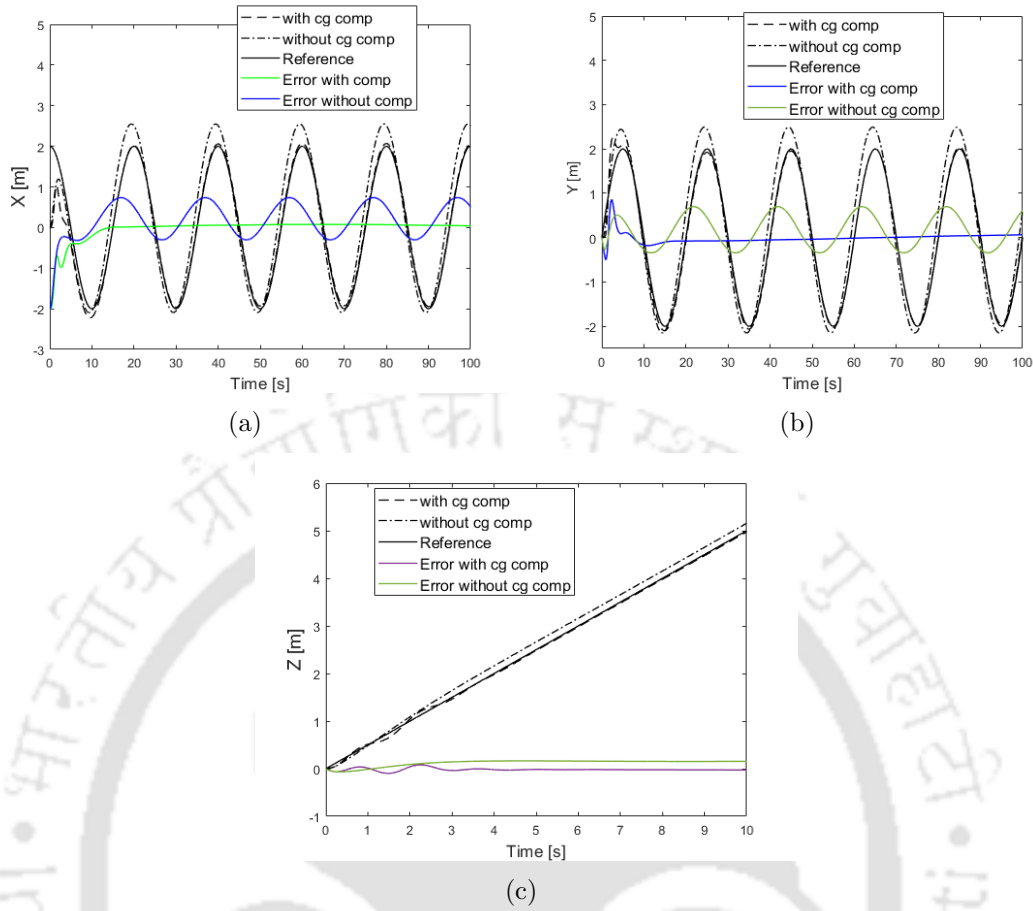 with cg comp
without cg comp
Reference
Error with comp
Error without comp
X [m]
5
4
3
2
1
0
-1
-2
-3
0 10 20 30 40 50 60 70 80 90 100
Time [s]
(a)
with cg comp
without cg comp
Reference
Error with cg comp
Error without cg comp
Y [m]
5
4
3
2
1
0
-1
-2
0 10 20 30 40 50 60 70 80 90 100
Time [s]
(b)
with cg comp
without cg comp
Reference
Error with cg comp
Error without cg comp
Z [m]
6
5
4
3
2
1
0
-1
0 1 2 3 4 5 6 7 8 9 10
Time [s]
(c)